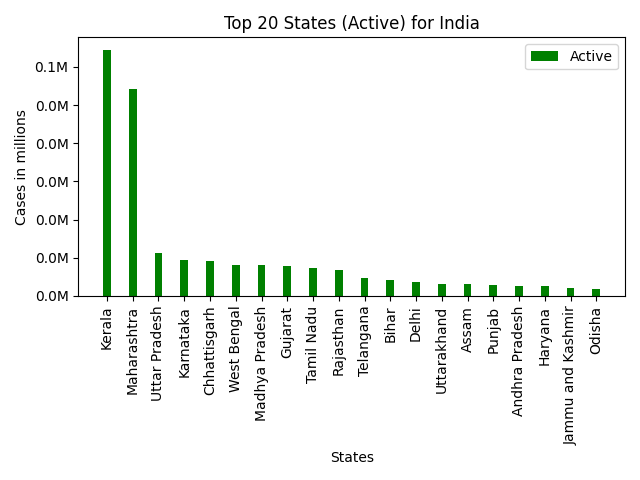 Top 20 States (Active) for India
Active
Cases in millions
0.1M
0.0M
0.0M
0.0M
0.0M
0.0M
0.0M
Kerala
Maharashtra
Uttar Pradesh
Karnataka
Chhattisgarh
West Bengal
Madhya Pradesh
Gujarat
Tamil Nadu
Rajasthan
Telangana
Bihar
Delhi
Uttarakhand
Assam
Punjab
Andhra Pradesh
Haryana
Jammu and Kashmir
Odisha
States